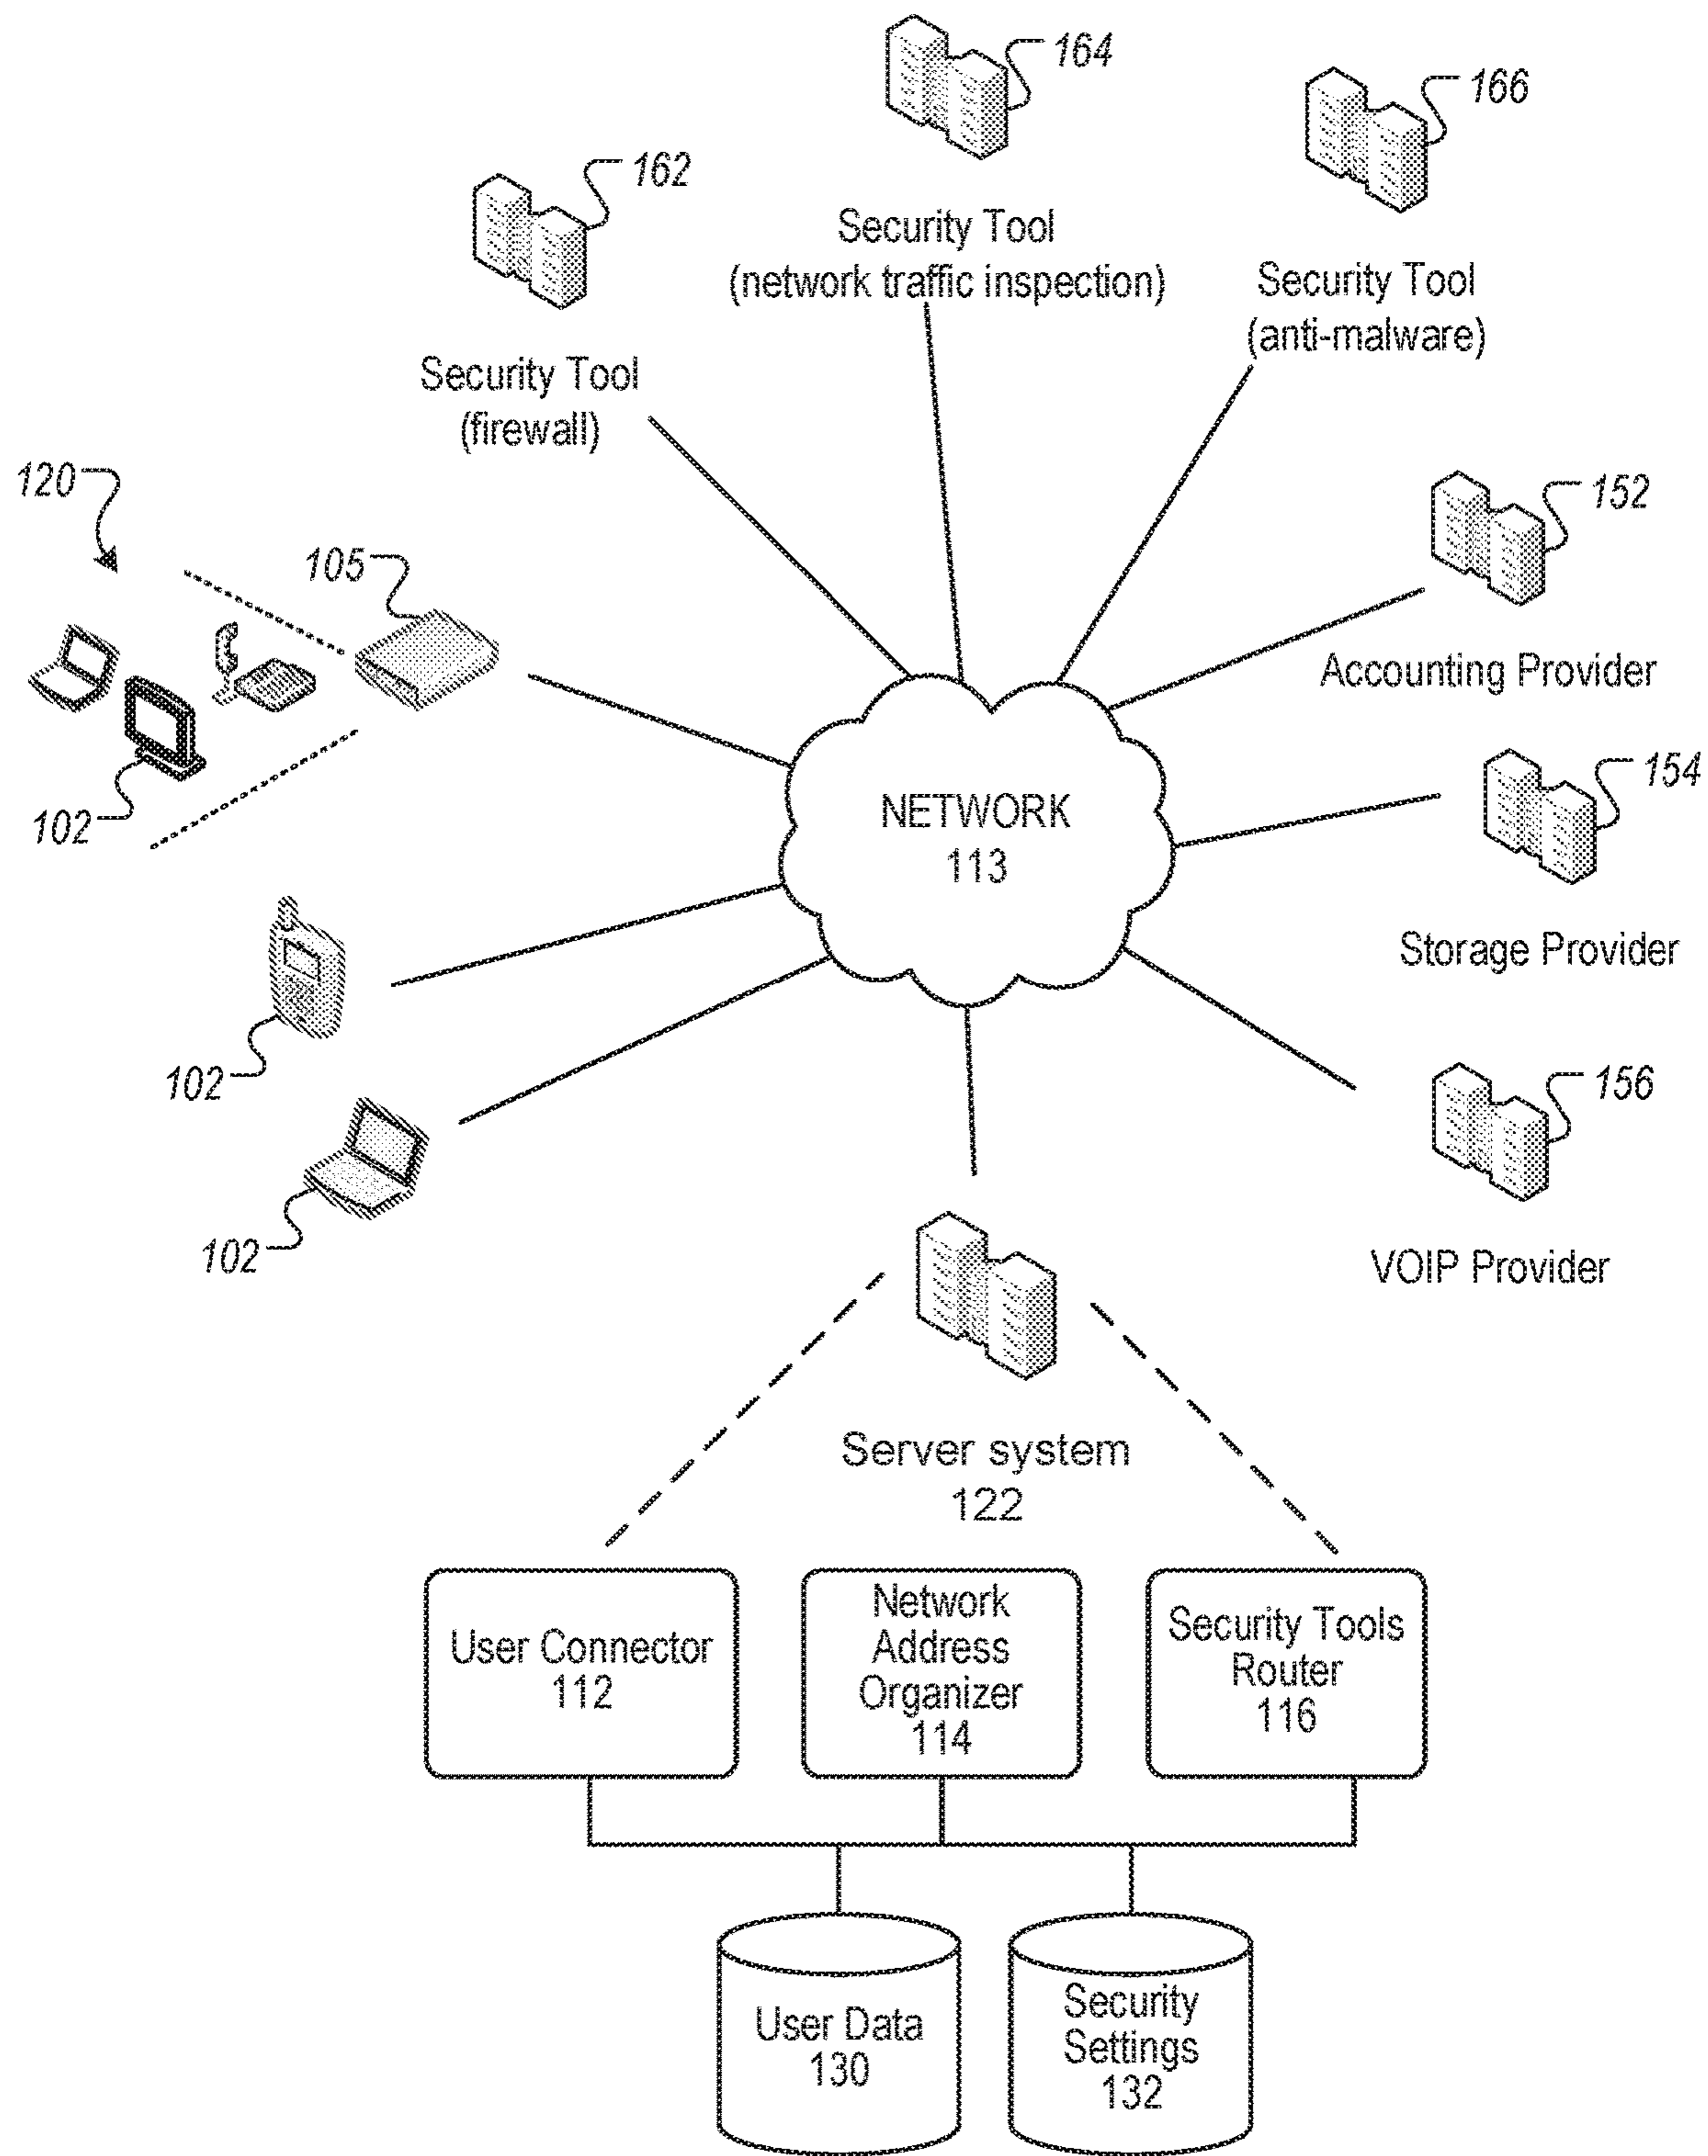 164
166
162
Security Tool
(network traffic inspection)
Security Tool
(anti-malware)
Security Tool
(firewall)
120
105
152
Accounting Provider
102
NETWORK
113
154
Storage Provider
102
156
102
VOIP Provider
Server system
122
User Connector
112
Network
Address
Organizer
114
Security Tools
Router
116
User Data
130
Security
Settings
132